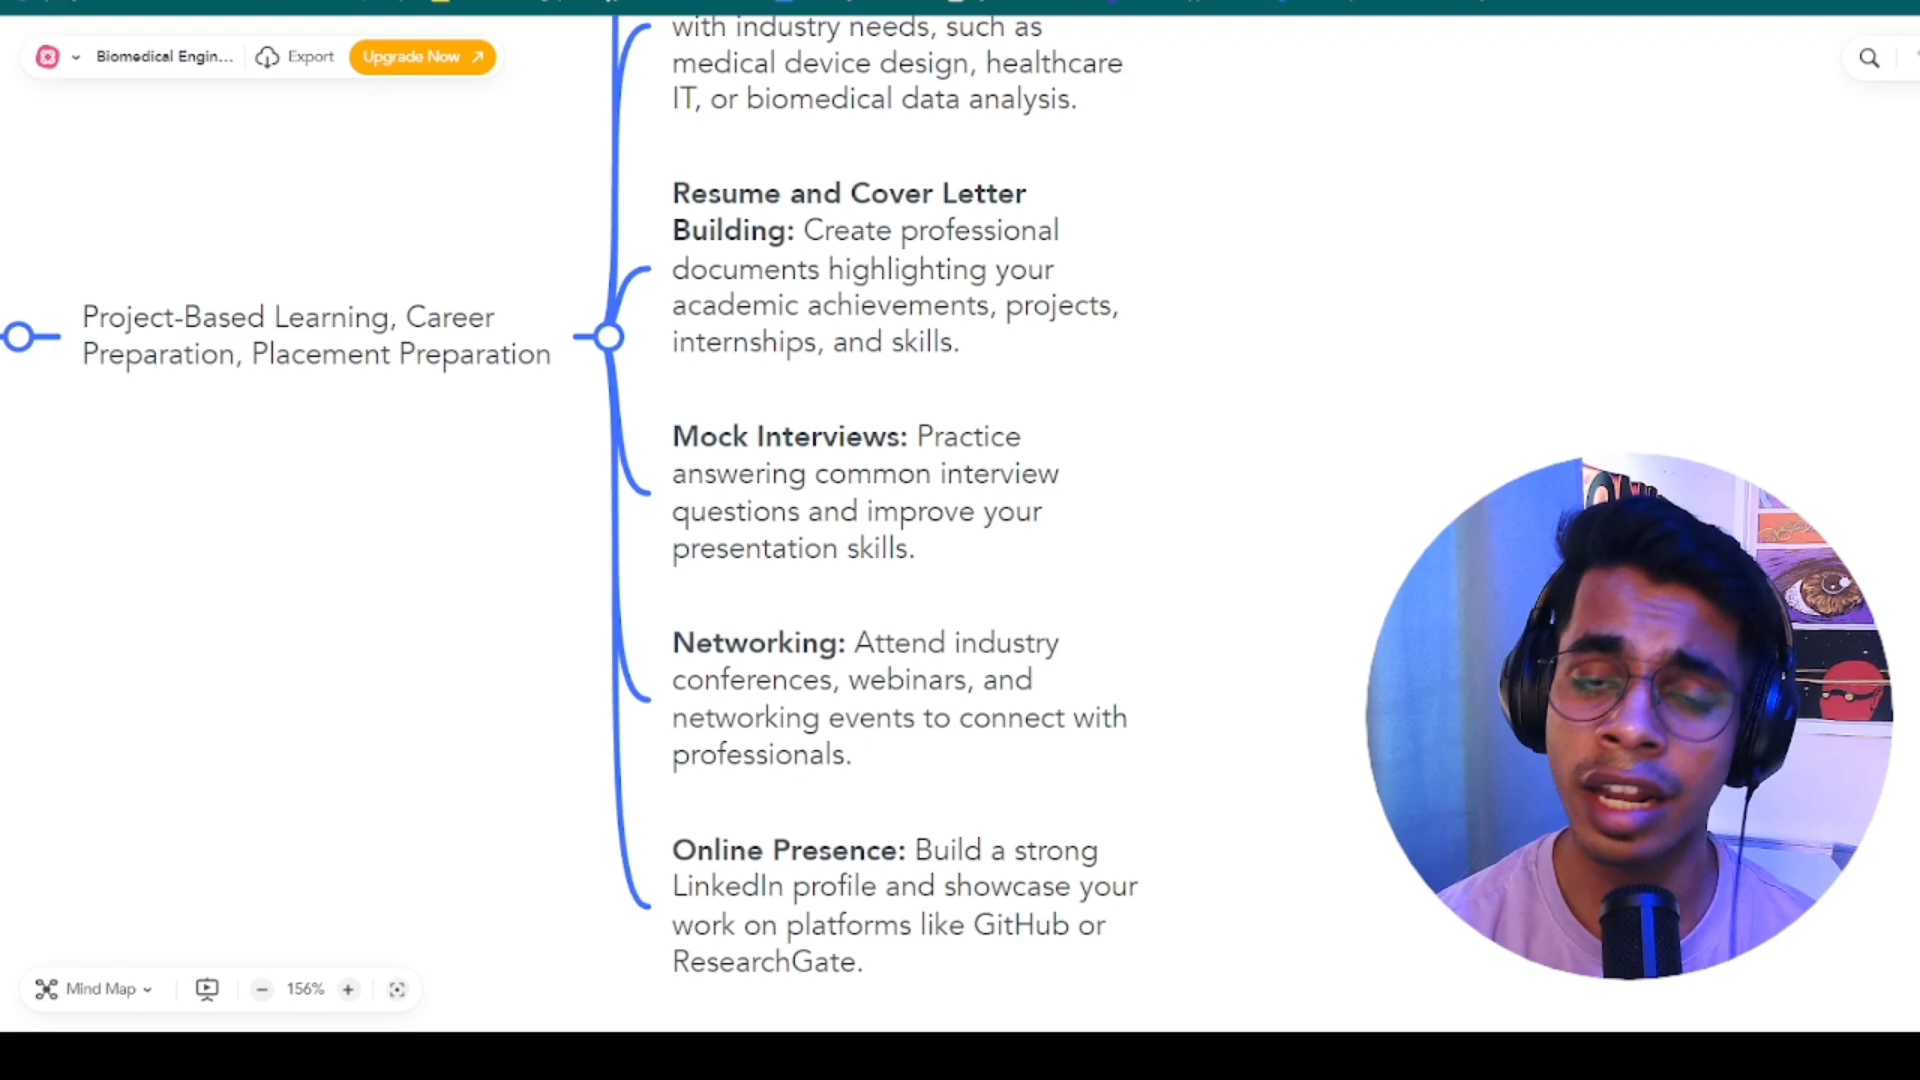 with industry needs, such as
medical device design, healthcare
IT, or biomedical data analysis.
Biomedical Engin...
Export
Upgrade Now
Resume and Cover Letter
Building: Create professional
documents highlighting your
academic achievements, projects,
internships, and skills.
Project-Based Learning, Career
Preparation, Placement Preparation
Mock Interviews: Practice
answering common interview
questions and improve your
presentation skills.
Networking: Attend industry
conferences, webinars, and
networking events to connect with
professionals.
Online Presence: Build a strong
LinkedIn profile and showcase your
work on platforms like GitHub or
ResearchGate.
Mind Map
156%